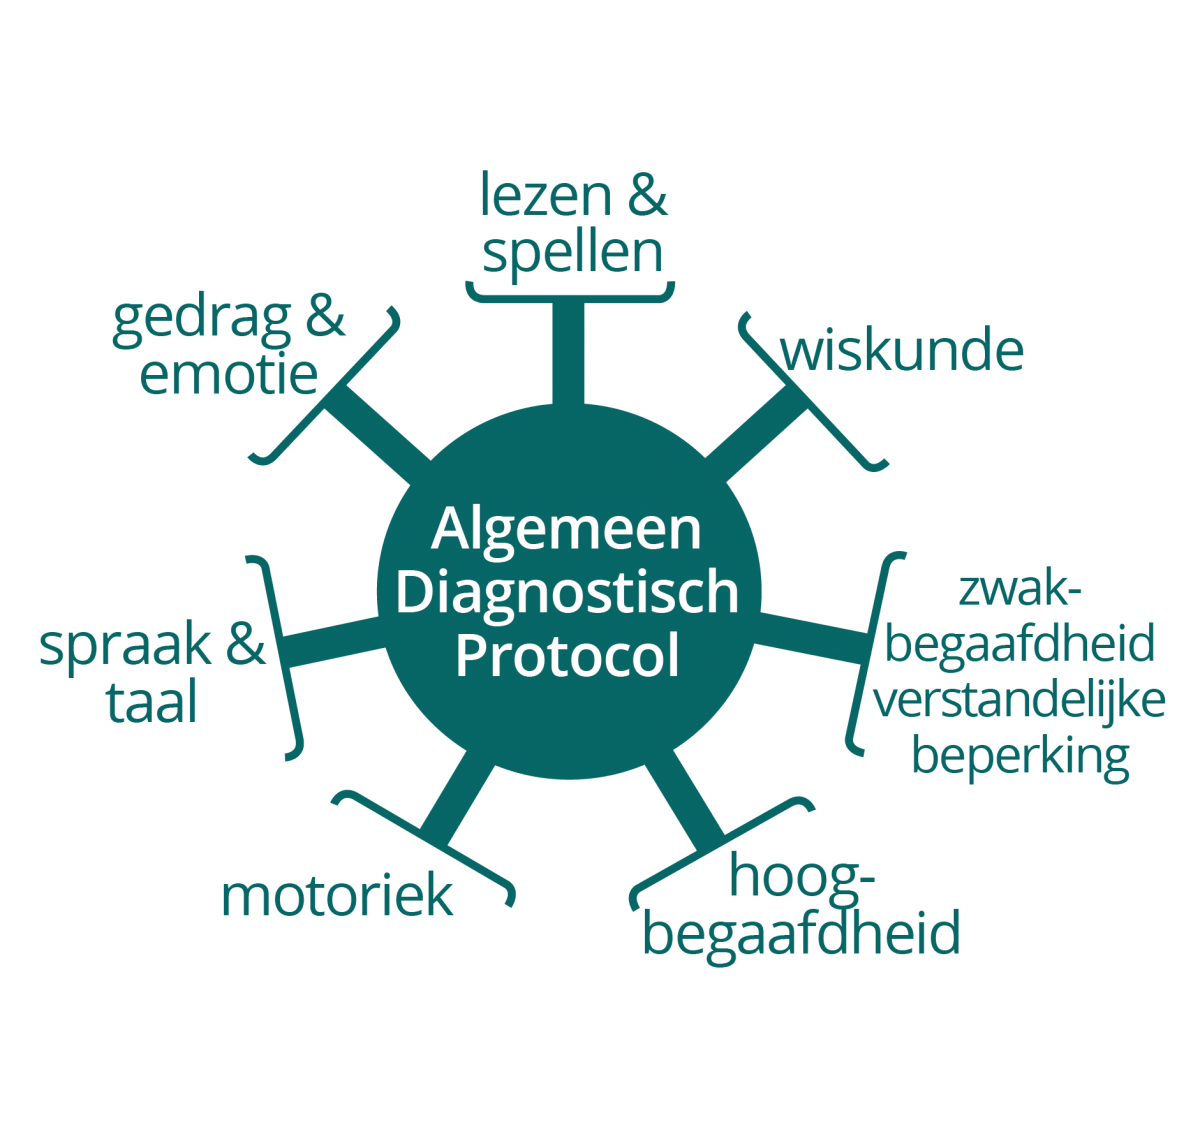 lezen &
spellen
gedrag &
emotie
wiskunde
Algemeen
Diagnostisch
Protocol
spraak &
taal
zwak-
begaafdheid
verstandelijke
beperking
motoriek
hoog-
begaafdheid